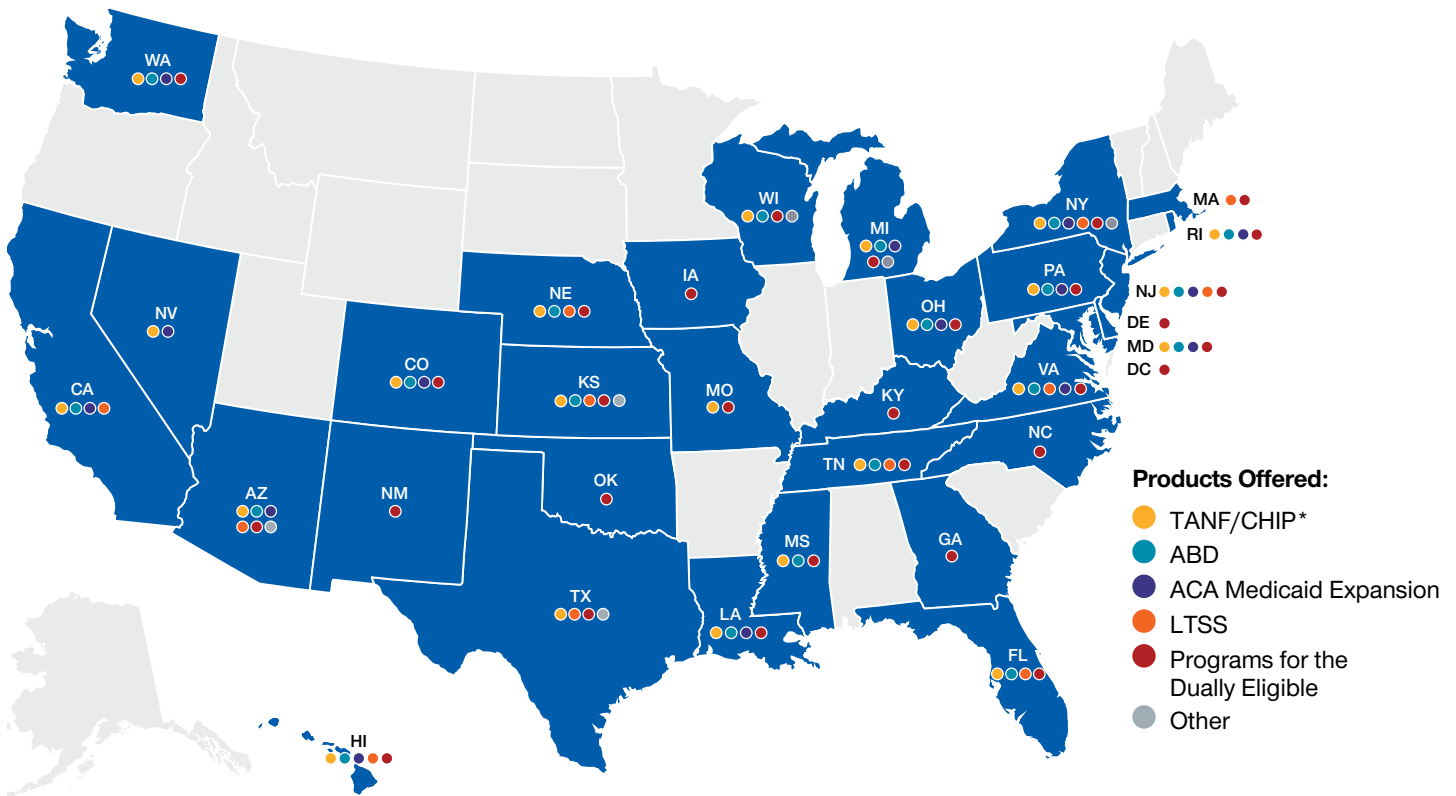 WA
MA
WI
NY
MI
RI
IA
PA
NE
NJ
OH
NV
DE
MD
CO
VA
DC
KS
CA
MO
KY
NC
TN
AZ
NM
OK
Products Offered:
TANF/CHIP*
MS
GA
ABD
ACA Medicaid Expansion
TX
LA
LTSS
FL
Programs for the
Dually Eligible
Other
HI